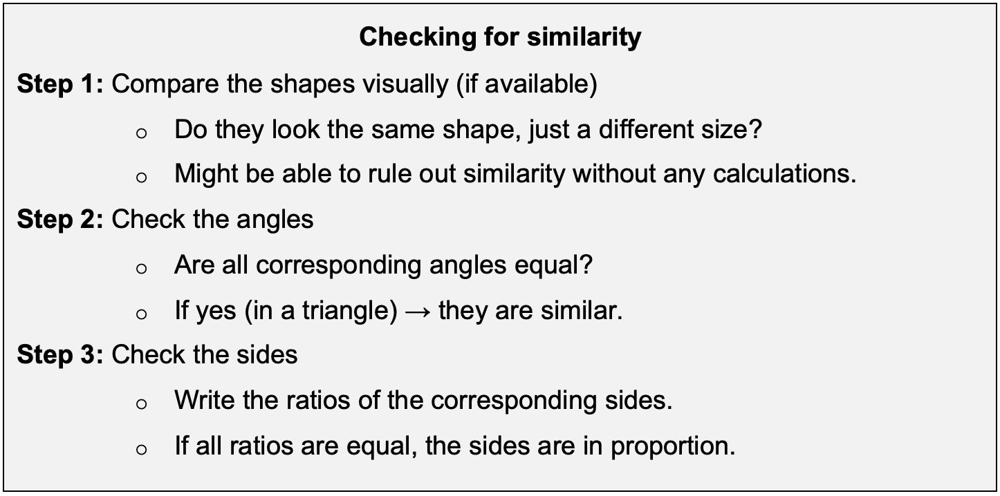 Checking for similarity
Step 1: Compare the shapes visually (if available)
○ Do they look the same shape, just a different size?
○ Might be able to rule out similarity without any calculations.
Step 2: Check the angles
○ Are all corresponding angles equal?
○ If yes (in a triangle) → they are similar.
Step 3: Check the sides
○ Write the ratios of the corresponding sides.
○ If all ratios are equal, the sides are in proportion.